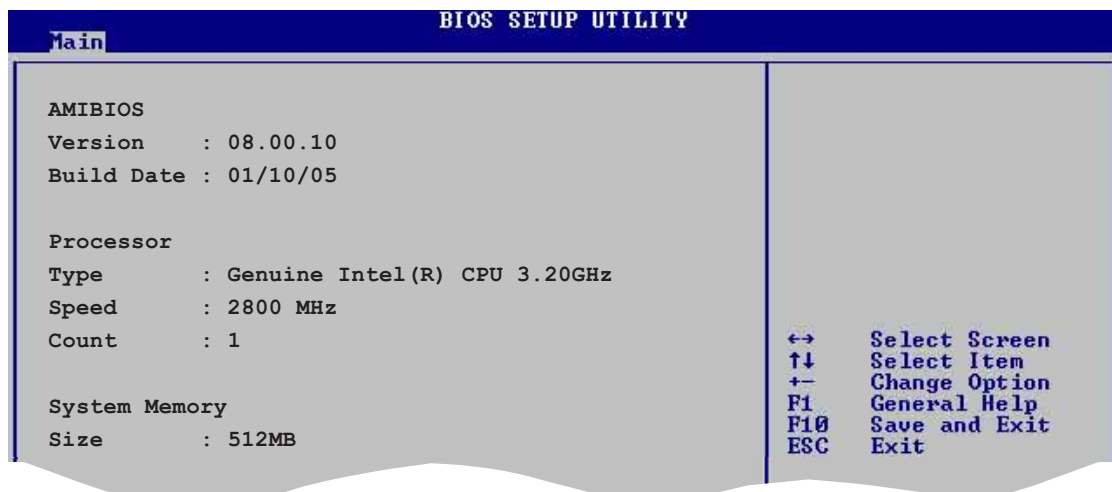 BIOS SETUP UTILITY
Main
AMIBIOS
Version : 08.00.10
Build Date : 01/10/05
Processor
Type : Genuine Intel(R) CPU 3.20GHz
Speed : 2800 MHz
Count : 1
System Memory
Size : 512MB
←→ Select Screen
↑↓ Select Item
+- Change Option
F1 General Help
F10 Save and Exit
ESC Exit